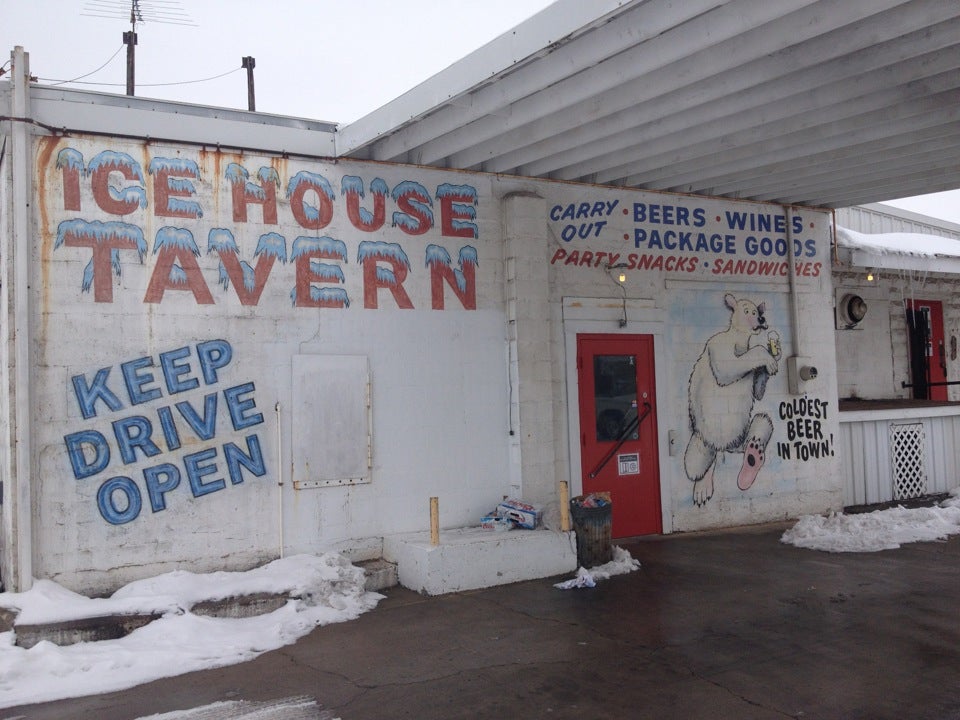 ICE HOUSE
TAVERN
KEEP
DRIVE
OPEN
CARRY OUT
· BEERS · WINES
· PACKAGE GOODS
PARTY SNACKS · SANDWICHES
COLDEST
BEER
IN TOWN!